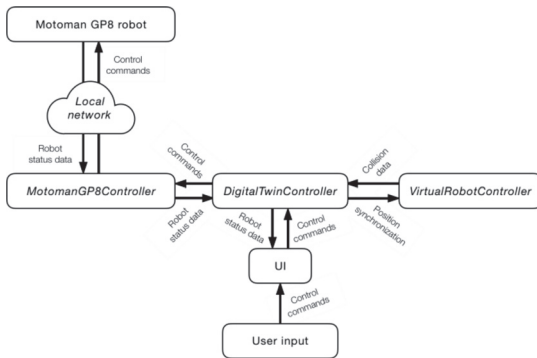 Motoman GP8 robot
Control
commands
Local
network
Robot
status data
Control
commands
Collision
data
MotomanGP8Controller
DigitalTwinController
VirtualRobotController
Robot
status data
Robot
status data
Control
commands
Position
synchronization
UI
Control
commands
User input